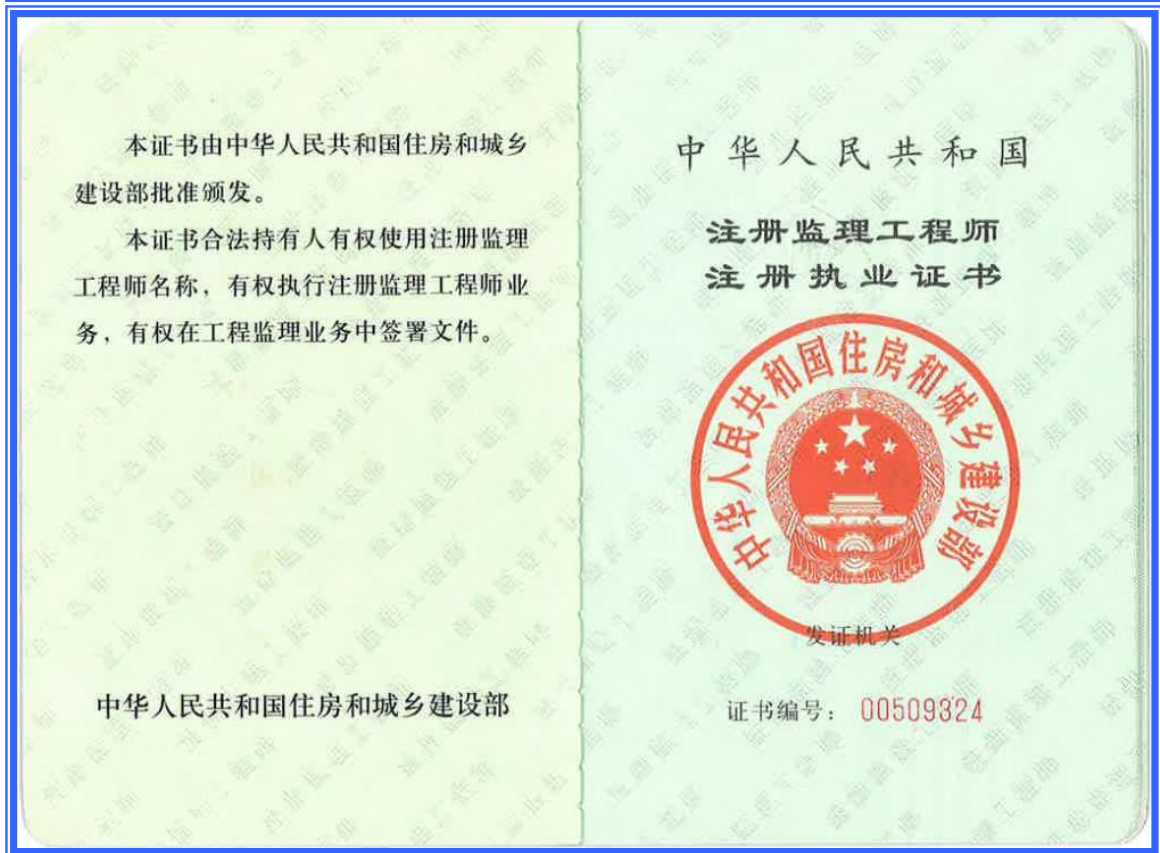 本证书由中华人民共和国住房和城乡
建设部批准颁发。
本证书合法持有人有权使用注册监理
工程师名称，有权执行注册监理工程师业
务，有权在工程监理业务中签署文件。
中华人民共和国住房和城乡建设部
中华人民共和国
注册监理工程师
注册执业证书
中华人民共和国住房和城乡建设部
发证机关
证书编号： 00509324